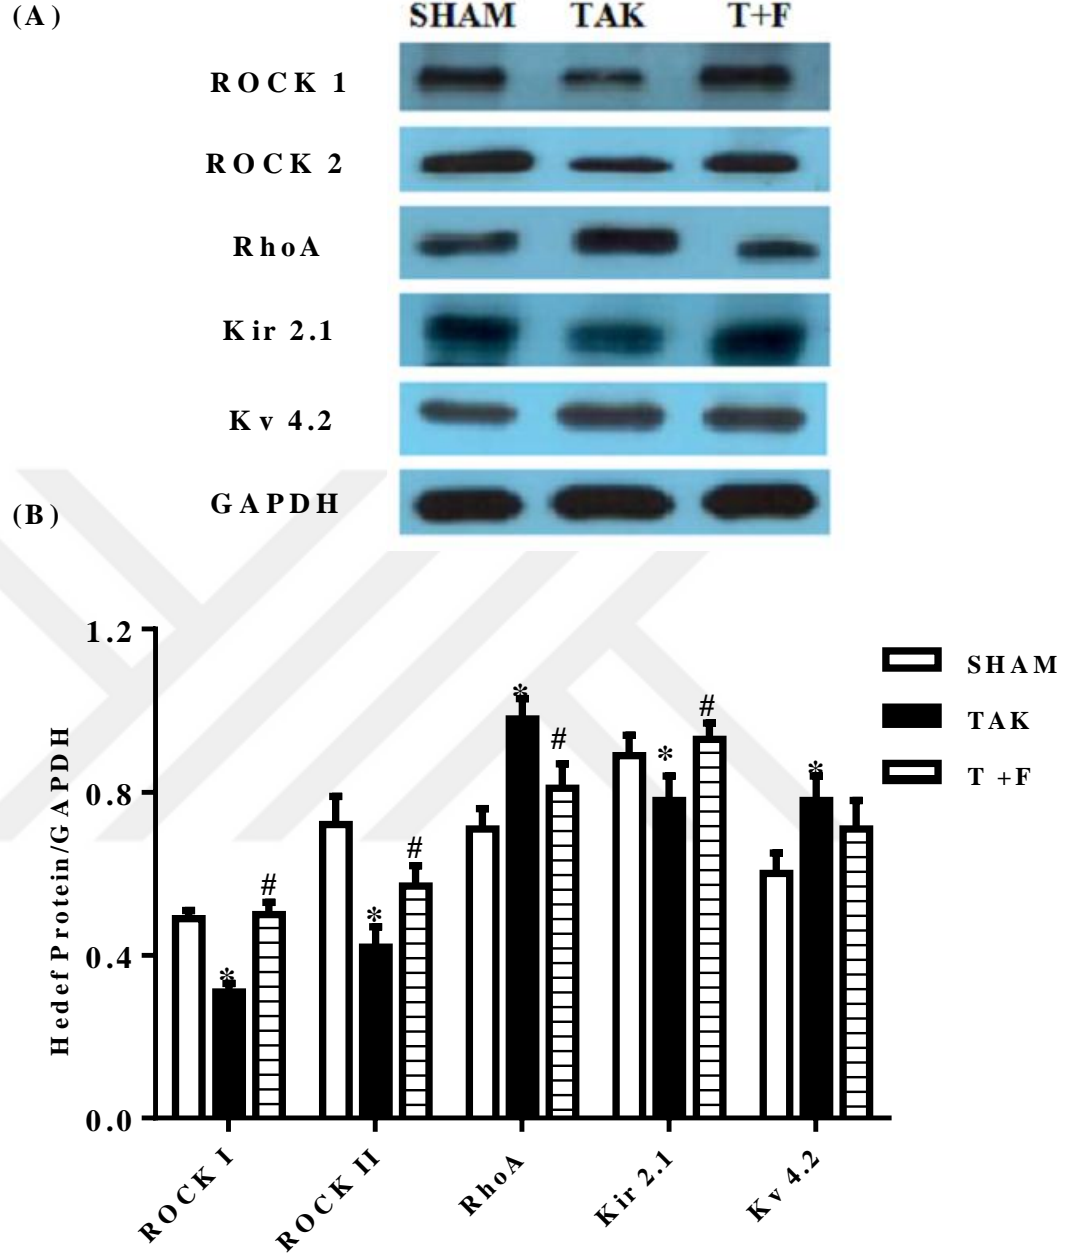 (A)
SHAM TAK T+F
ROCK 1
ROCK 2
RhoA
Kir 2.1
Kv 4.2
GAPDH
(B)
1.2
0.8
0.4
0.0
Hedef Protein/GAPDH
* #
* #
* #
* #
*
ROCK I
ROCK II
RhoA
Kir 2.1
Kv 4.2
SHAM
TAK
T +F